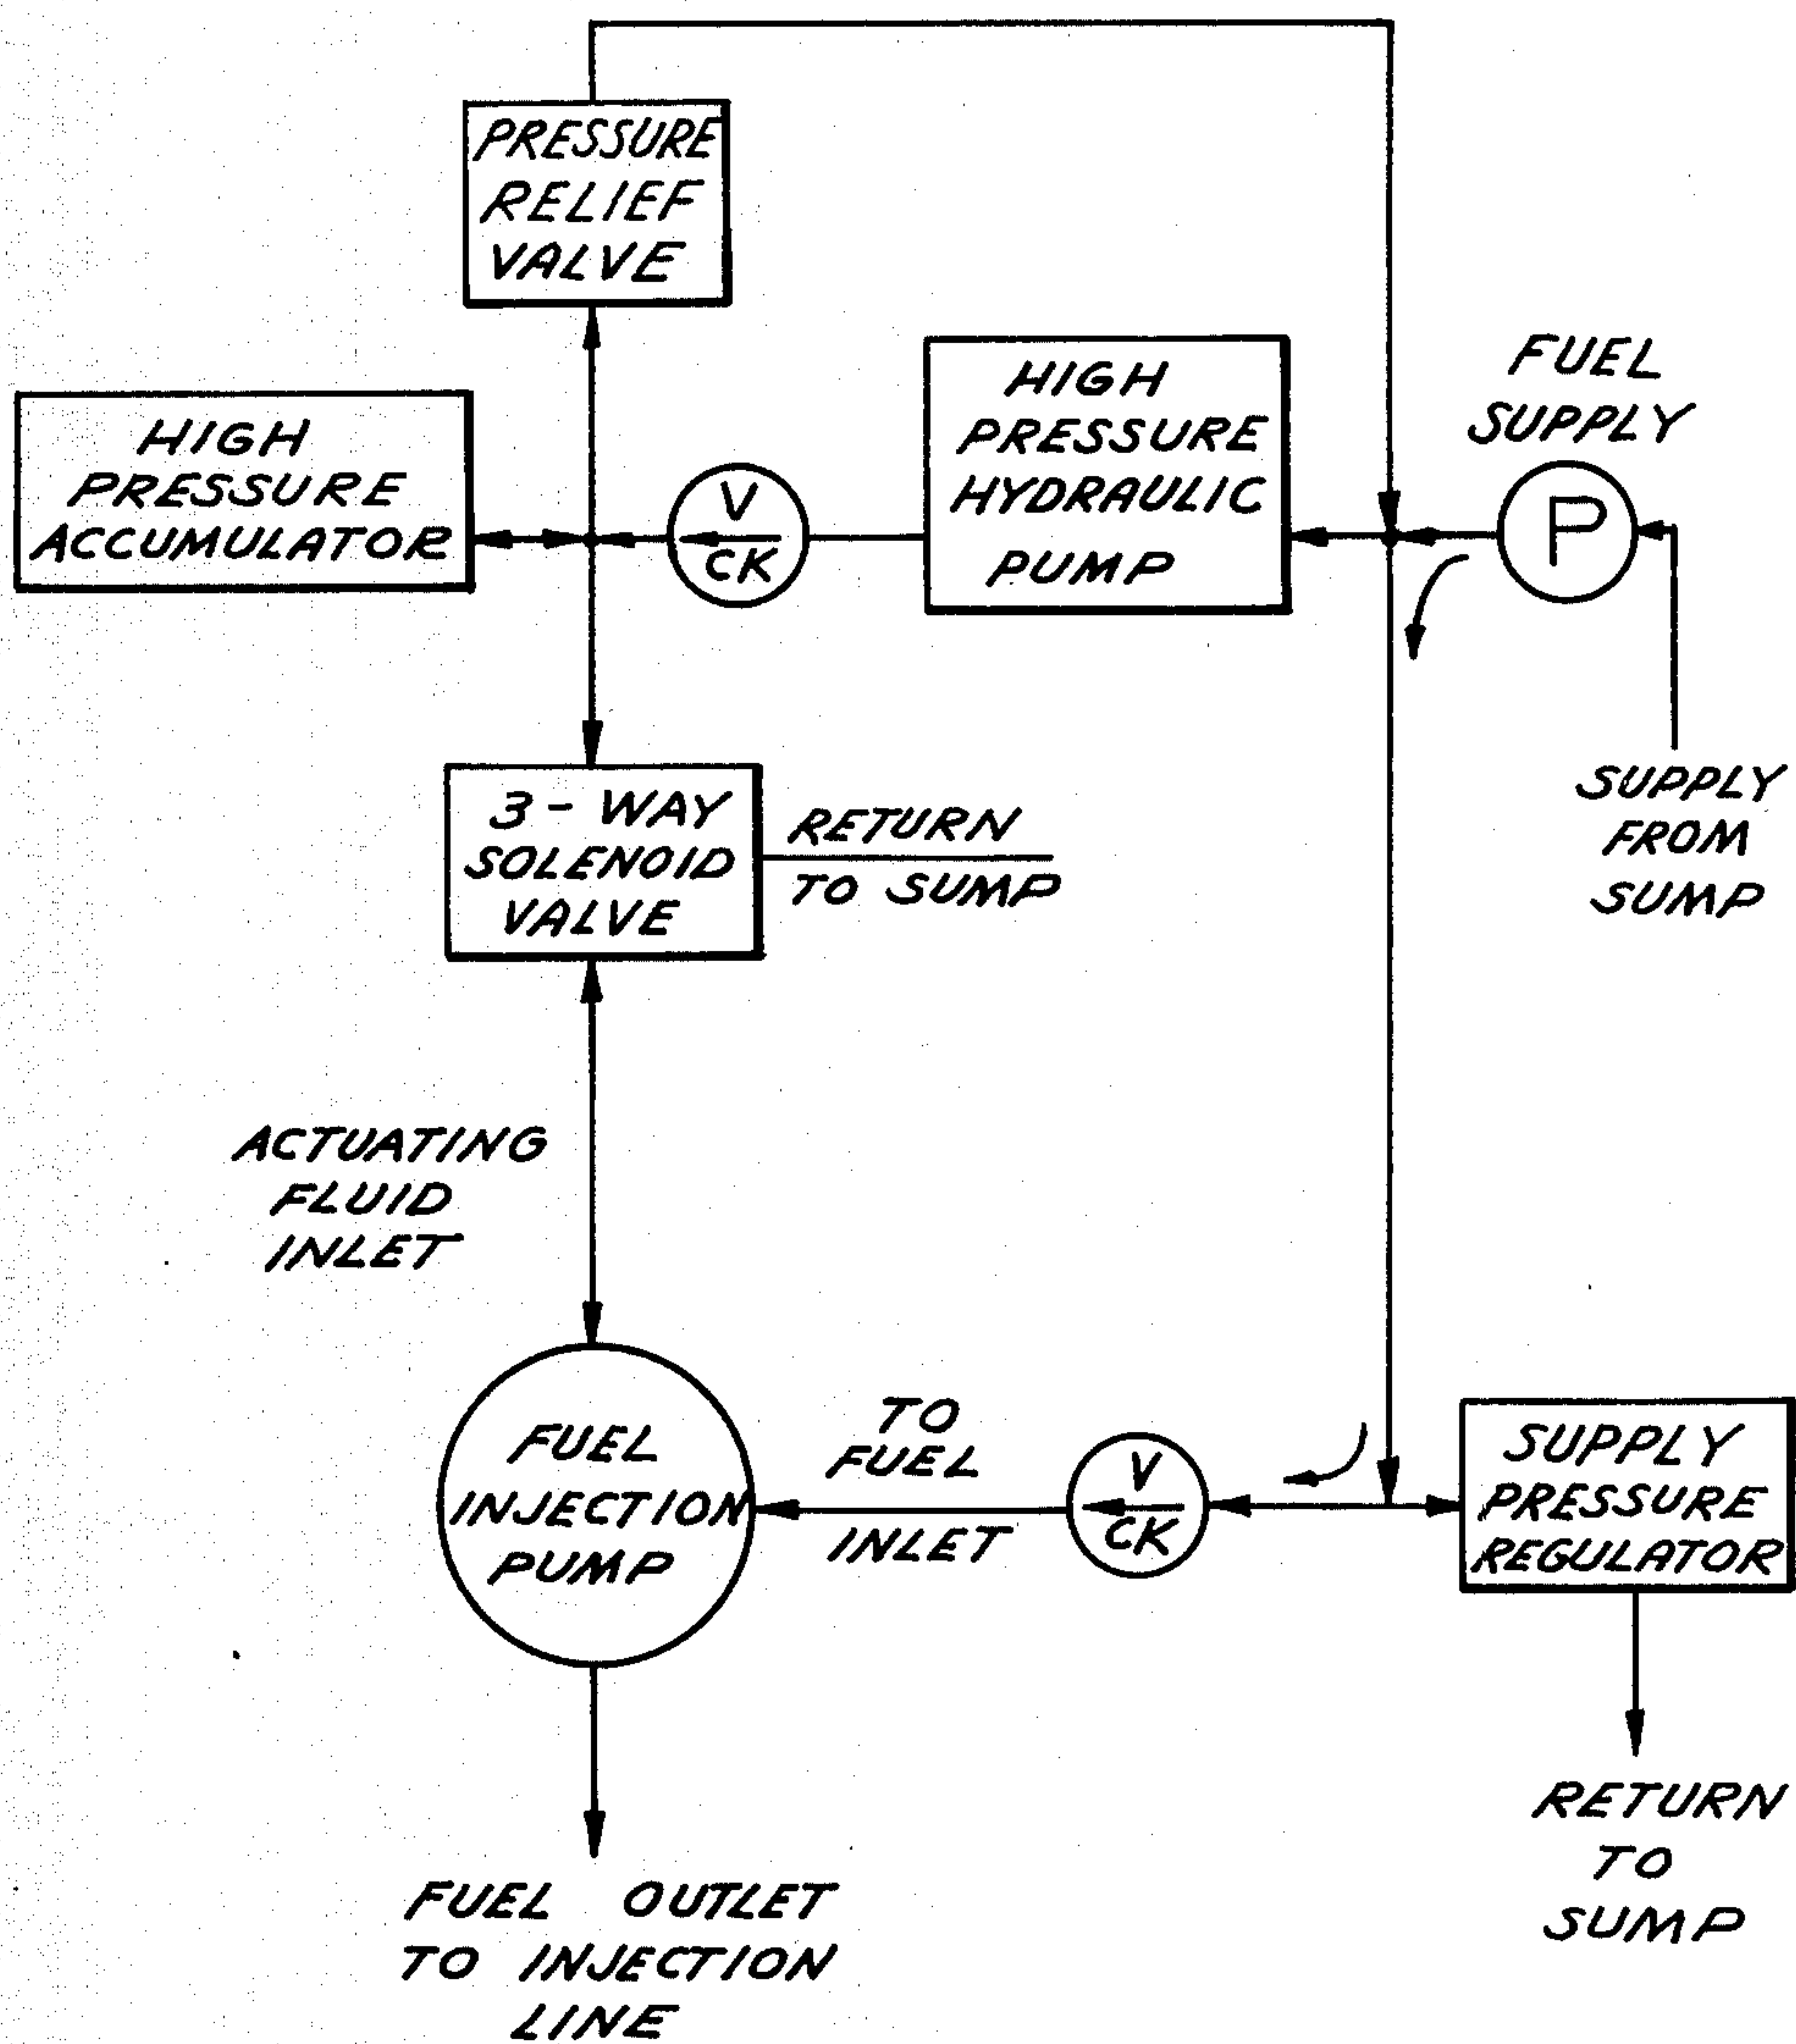 PRESSURE
RELIEF
VALVE
HIGH
PRESSURE
ACCUMULATOR
V
CK
HIGH
PRESSURE
HYDRAULIC
PUMP
FUEL
SUPPLY
P
SUPPLY
FROM
SUMP
3-WAY
SOLENOID
VALVE
RETURN
TO SUMP
ACTUATING
FLUID
INLET
FUEL
INJECTION
PUMP
TO
FUEL
INLET
V
CK
SUPPLY
PRESSURE
REGULATOR
RETURN
TO
SUMP
FUEL OUTLET
TO INJECTION
LINE